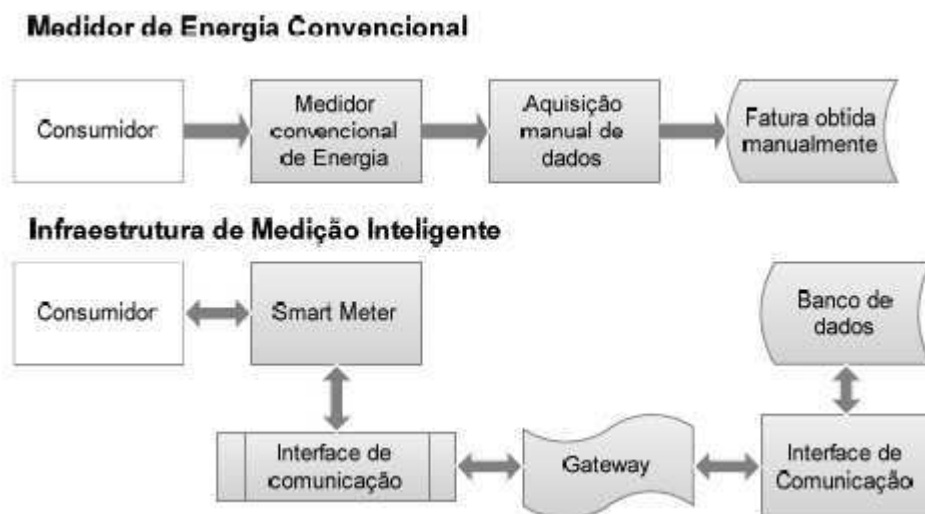 Medidor de Energia Convencional
Consumidor
Medidor
convencional
de Energia
Aquisição
manual de
dados
Fatura obtida
manualmente
Infraestrutura de Medição Inteligente
Consumidor
Smart Meter
Banco de
dados
Interface de
comunicação
Gateway
Interface de
Comunicação